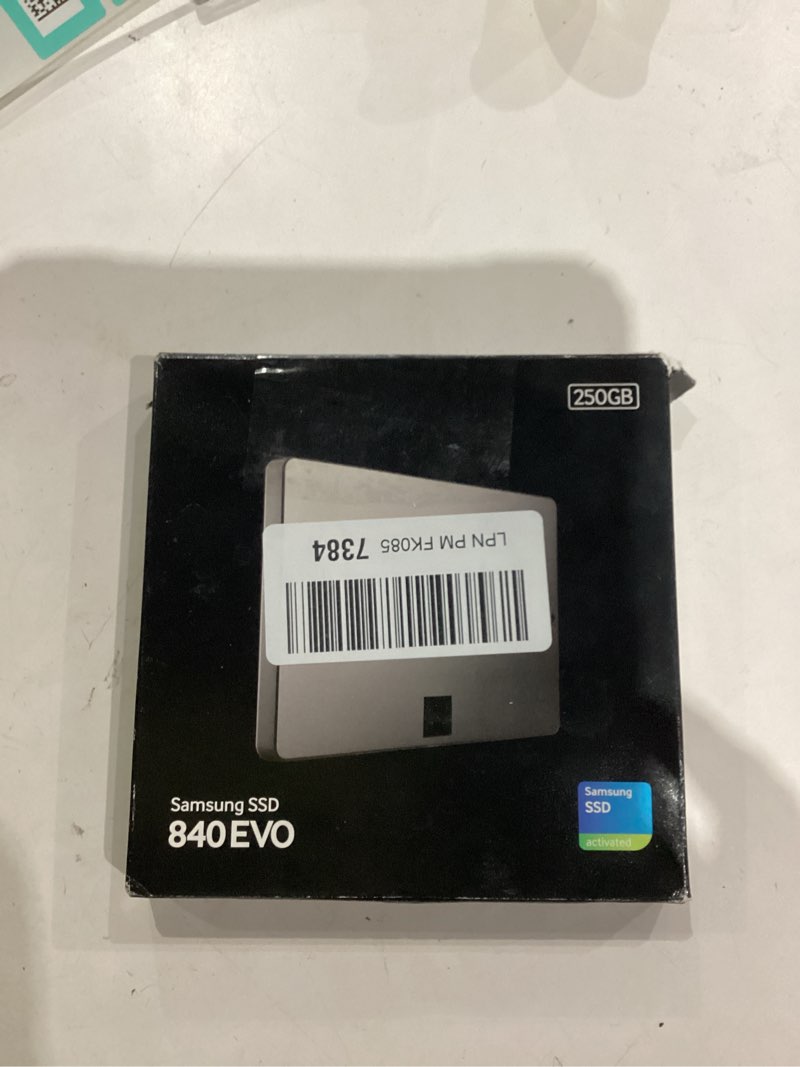 250GB
LPN PM FK085 7384
Samsung SSD
840 EVO
Samsung
SSD
activated